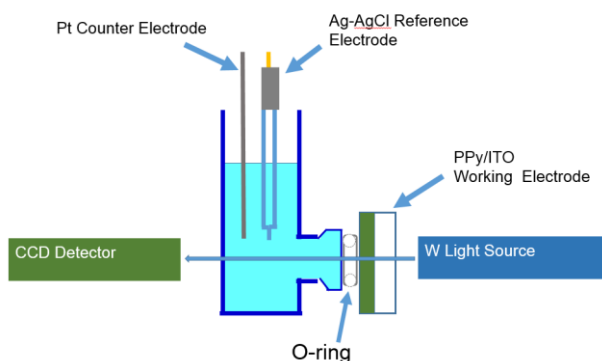 Pt Counter Electrode
Ag-AgCl Reference
Electrode
PPy/ITO
Working Electrode
CCD Detector
W Light Source
O-ring